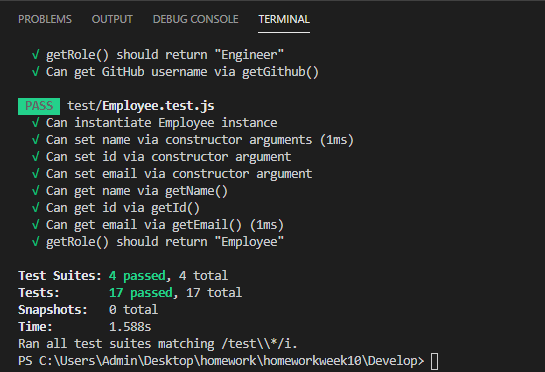 PROBLEMS OUTPUT DEBUG CONSOLE TERMINAL
√ getRole() should return "Engineer"
√ Can get GitHub username via getGithub()
PASS test/Employee.test.js
√ Can instantiate Employee instance
√ Can set name via constructor arguments (1ms)
√ Can set id via constructor argument
√ Can set email via constructor argument
√ Can get name via getName()
√ Can get id via getId()
√ Can get email via getEmail() (1ms)
√ getRole() should return "Employee"
Test Suites: 4 passed, 4 total
Tests: 17 passed, 17 total
Snapshots: 0 total
Time: 1.588s
Ran all test suites matching /test\\*/i.
PS C:\Users\Admin\Desktop\homework\homeworkweek10\Develop>